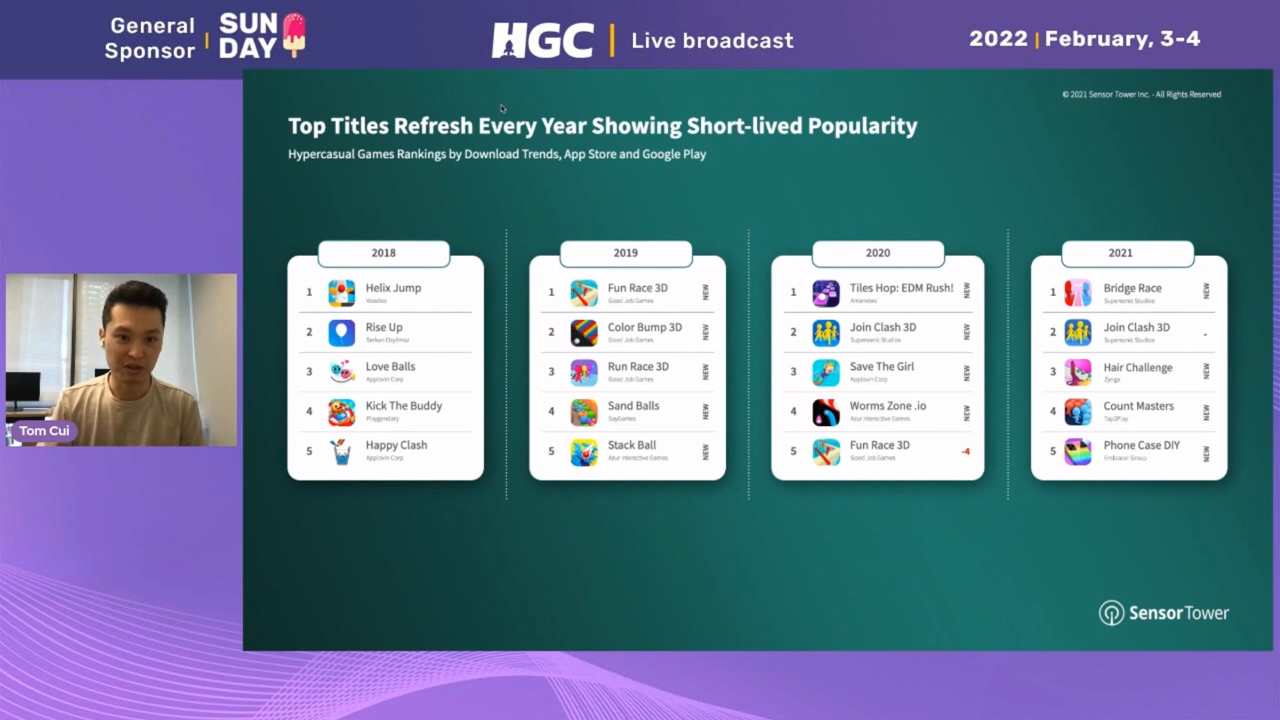 General
Sponsor
SUN
DAY
HGC
Live broadcast
2022 | February, 3-4
© 2021 Sensor Tower Inc. - All Rights Reserved
Top Titles Refresh Every Year Showing Short-lived Popularity
Hypercasual Games Rankings by Download Trends, App Store and Google Play
2018
1 Helix Jump
Voodoo
2 Rise Up
Serkan Özyilmaz
3 Love Balls
Applovin Corp
4 Kick The Buddy
Playgendary
5 Happy Clash
Applovin Corp
2019
1 Fun Race 3D NEW
Good Job Games
2 Color Bump 3D NEW
Good Job Games
3 Run Race 3D NEW
Good Job Games
4 Sand Balls NEW
SayGames
5 Stack Ball NEW
Azur Interactive Games
2020
1 Tiles Hop: EDM Rush! NEW
Amanotes
2 Join Clash 3D NEW
Supersonic Studios
3 Save The Girl NEW
Applovin Corp
4 Worms Zone .io NEW
Azur Interactive Games
5 Fun Race 3D -4
Good Job Games
2021
1 Bridge Race NEW
Supersonic Studios
2 Join Clash 3D -
Supersonic Studios
3 Hair Challenge NEW
Zynga
4 Count Masters NEW
Tap2Play
5 Phone Case DIY NEW
Embracer Group
Tom Cui
SensorTower